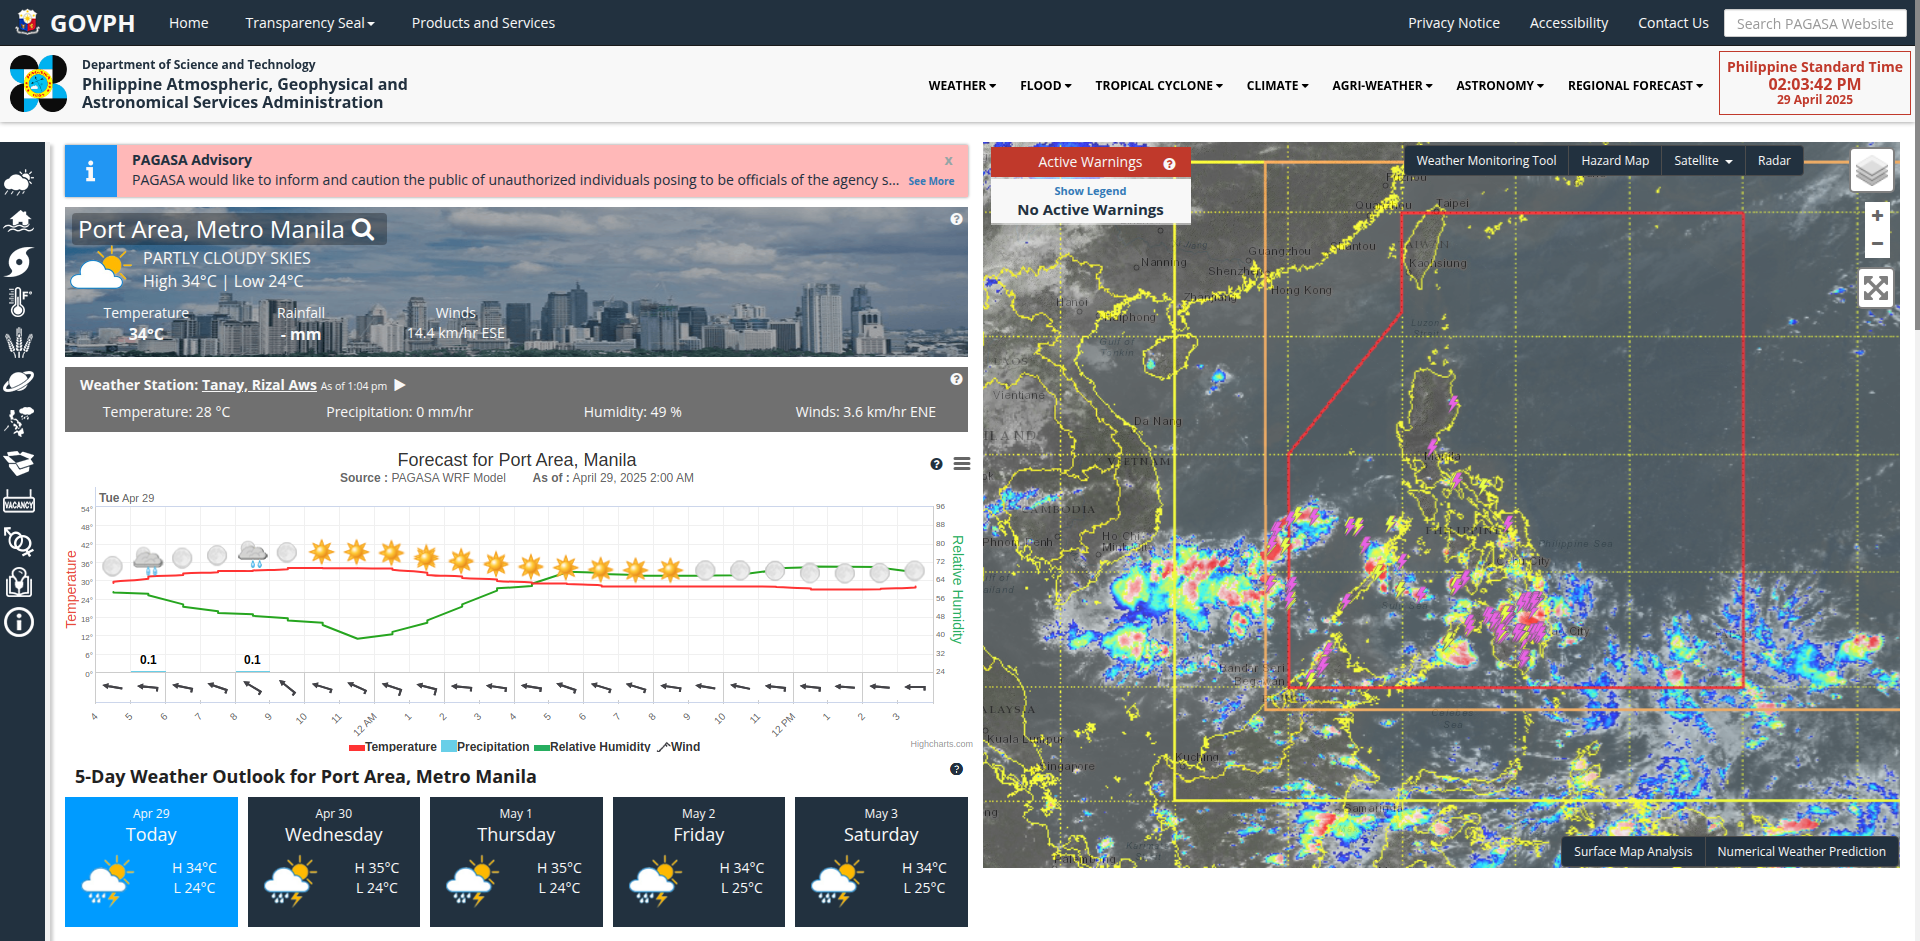 GOVPH
Home
Transparency Seal
Products and Services
Privacy Notice
Accessibility
Contact Us
Search PAGASA Website
Department of Science and Technology
Philippine Atmospheric, Geophysical and
Astronomical Services Administration
WEATHER
FLOOD
TROPICAL CYCLONE
CLIMATE
AGRI-WEATHER
ASTRONOMY
REGIONAL FORECAST
Philippine Standard Time
02:03:42 PM
29 April 2025
VACANCY
PAGASA Advisory
x
PAGASA would like to inform and caution the public of unauthorized individuals posing to be officials of the agency s... See More
Port Area, Metro Manila
PARTLY CLOUDY SKIES
High 34°C | Low 24°C
Temperature
Rainfall
Winds
34°C
- mm
14.4 km/hr ESE
Weather Station: Tanay, Rizal Aws As of 1:04 pm
Temperature: 28 °C
Precipitation: 0 mm/hr
Humidity: 49 %
Winds: 3.6 km/hr ENE
Forecast for Port Area, Manila
Source : PAGASA WRF Model As of : April 29, 2025 2:00 AM
Tue Apr 29
Temperature
54°
48°
42°
36°
30°
24°
18°
12°
6°
0°
96
88
80
72
64
56
48
40
32
24
Relative Humidity
0.1
0.1
4 5 6 7 8 9 10 11 12 AM 1 2 3 4 5 6 7 8 9 10 11 12 PM 1 2 3
Temperature Precipitation Relative Humidity Wind
Highcharts.com
5-Day Weather Outlook for Port Area, Metro Manila
Apr 29
Today
H 34°C
L 24°C
Apr 30
Wednesday
H 35°C
L 24°C
May 1
Thursday
H 35°C
L 24°C
May 2
Friday
H 34°C
L 25°C
May 3
Saturday
H 34°C
L 25°C
Active Warnings
Show Legend
No Active Warnings
Weather Monitoring Tool
Hazard Map
Satellite
Radar
+
−
Taipei
Guangzhou
Nanning
Shenzhen
Kaohsiung
Hong Kong
Zhanjiang
Hanoi
Luzon
Gulf of
Tonkin
Vientiane
Da Nang
VIETNAM
Manila
Philippine Sea
Bandar Seri
Begawan
Celebes
Sea
Kuala Lumpur
Kuching
Singapore
Samarinda
Surface Map Analysis
Numerical Weather Prediction